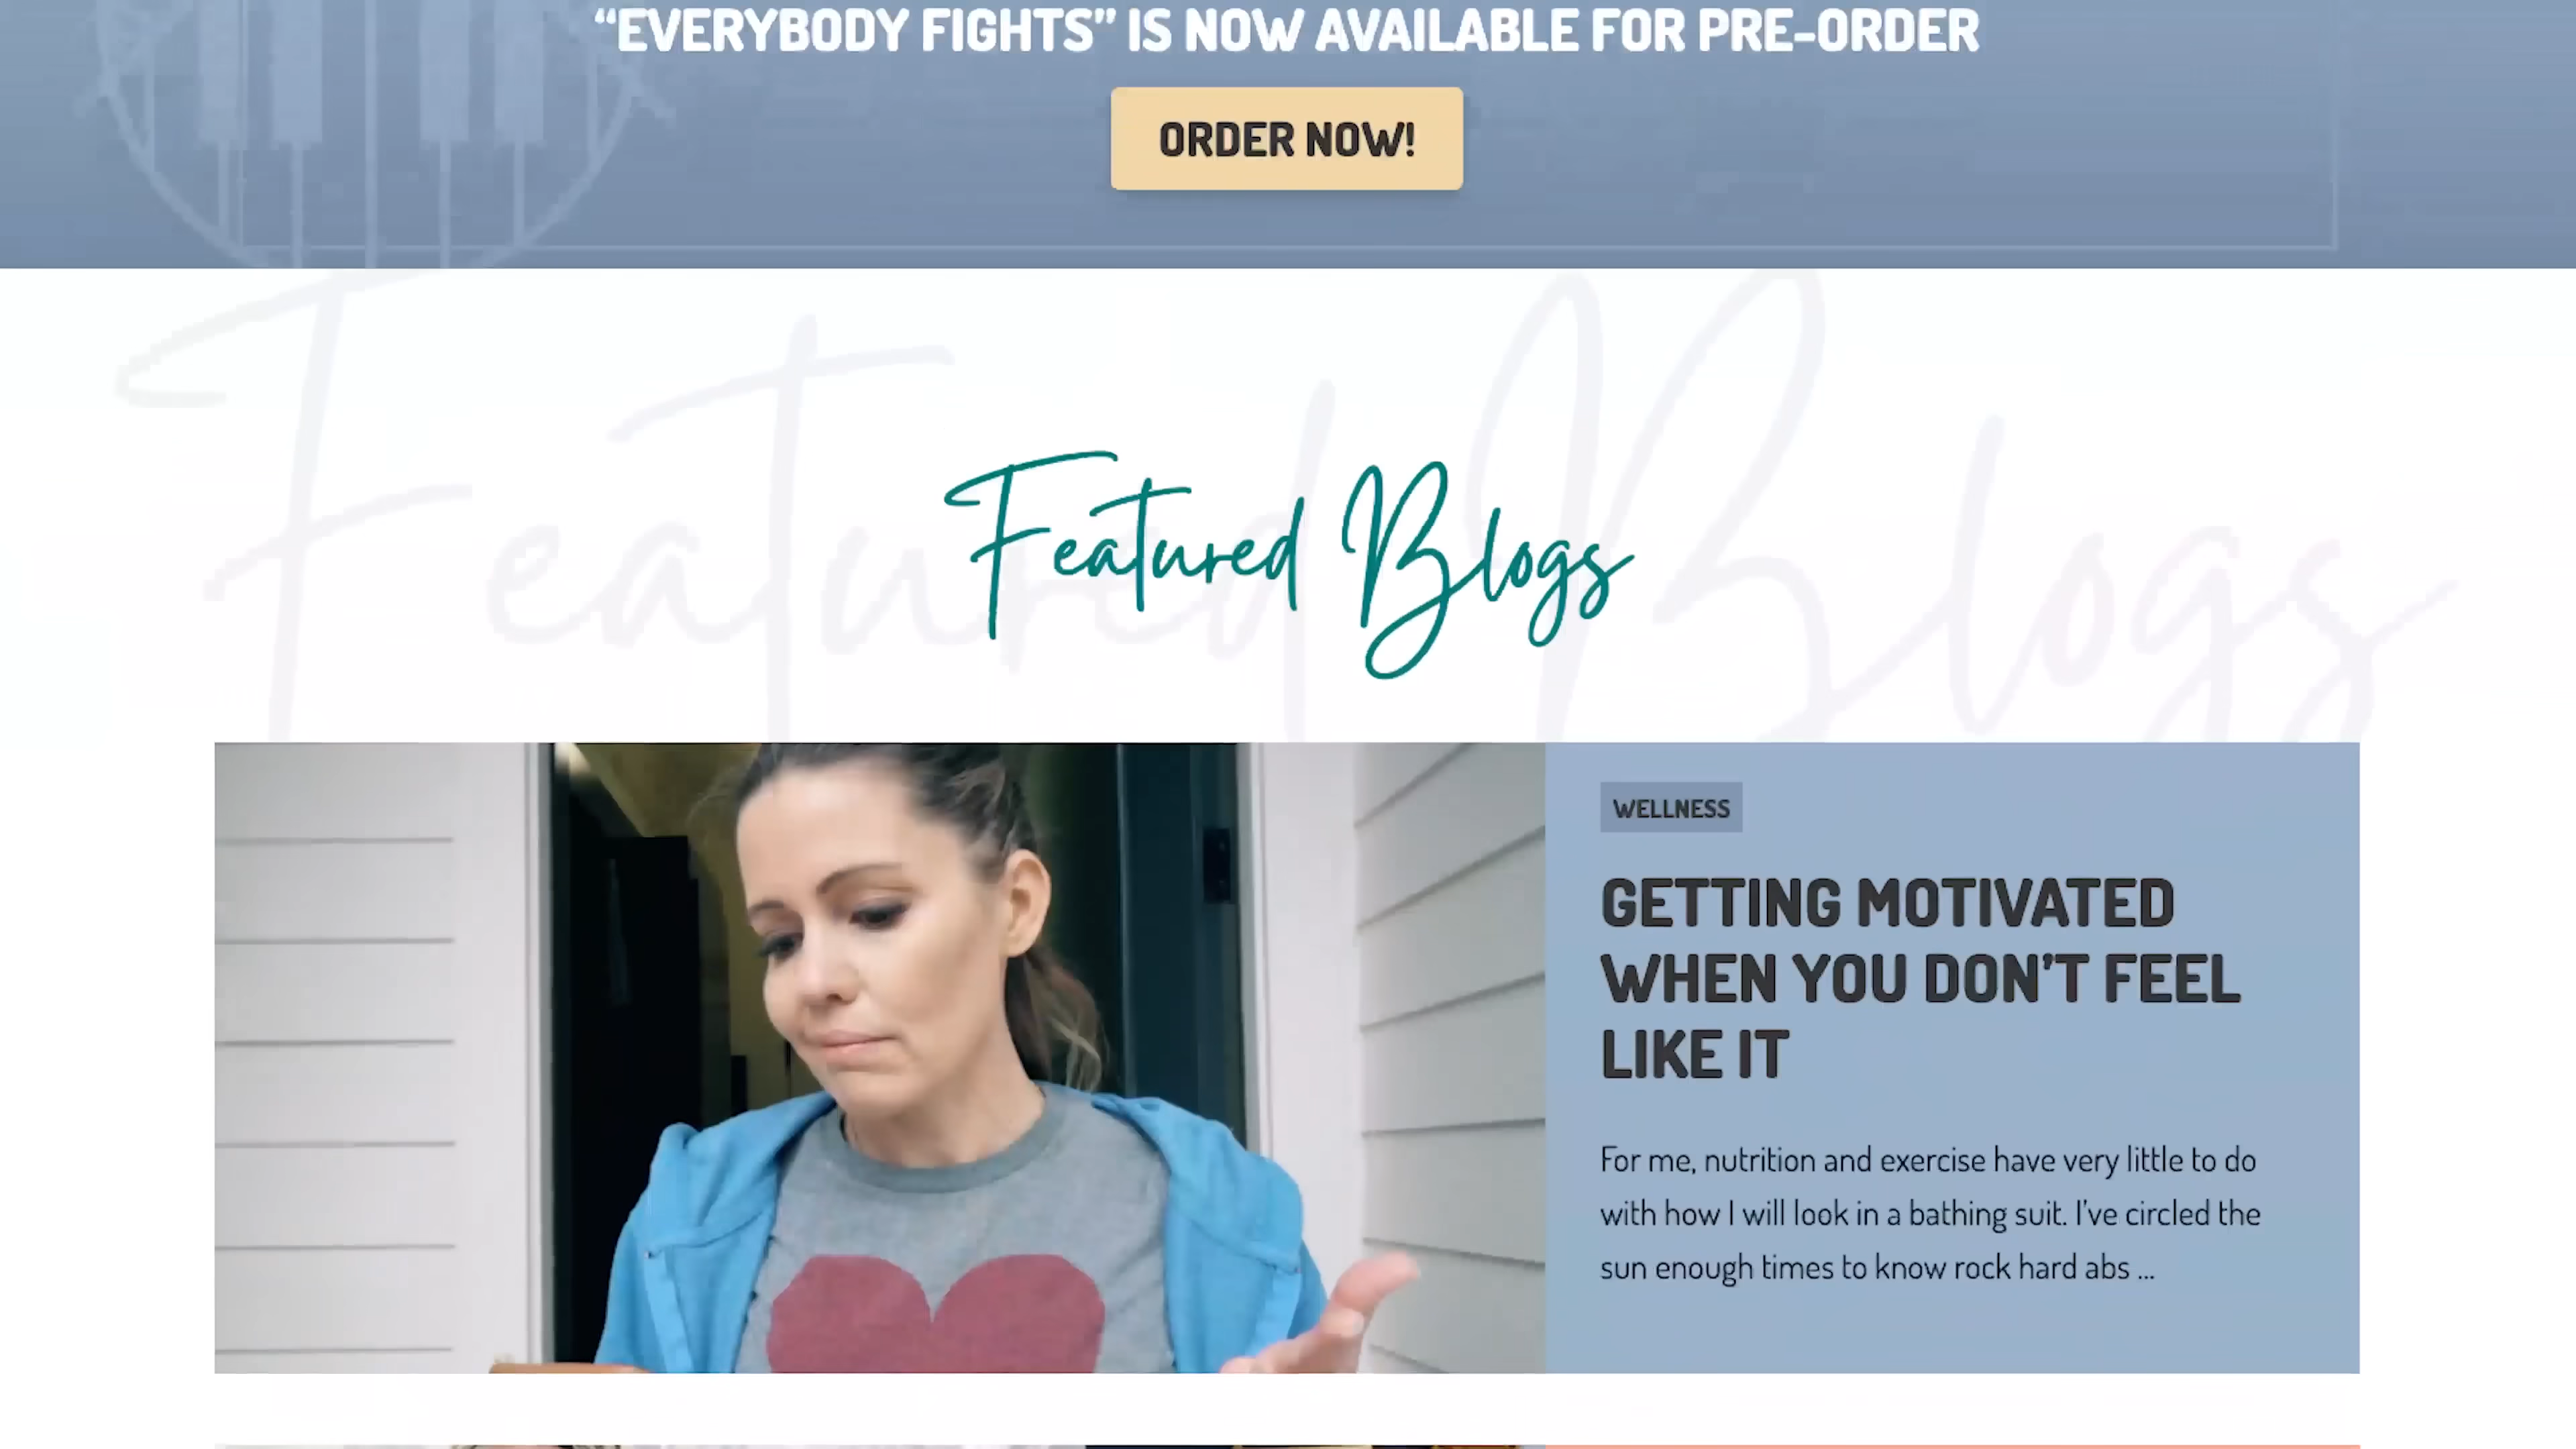 “EVERYBODY FIGHTS” IS NOW AVAILABLE FOR PRE-ORDER
ORDER NOW!
Featured Blogs
Featured Blogs
WELLNESS
GETTING MOTIVATED
WHEN YOU DON’T FEEL
LIKE IT
For me, nutrition and exercise have very little to do
with how I will look in a bathing suit. I’ve circled the
sun enough times to know rock hard abs ...